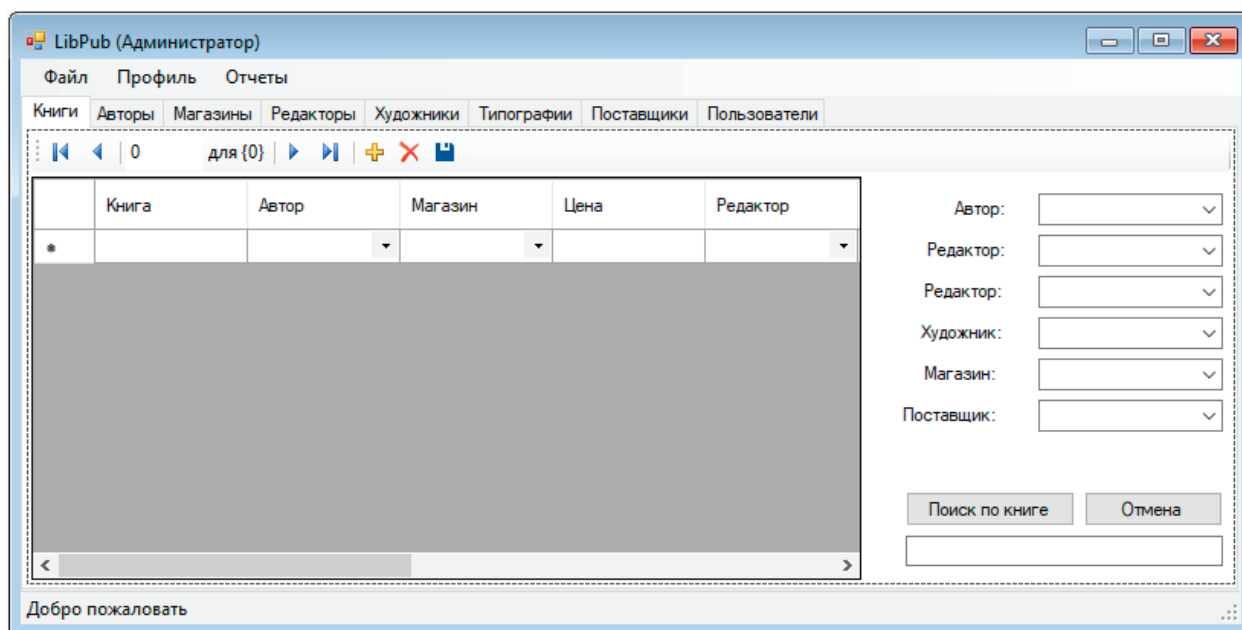 LibPub (Администратор)
Файл Профиль Отчеты
Книги Авторы Магазины Редакторы Художники Типографии Поставщики Пользователи
0 для {0}
Книга Автор Магазин Цена Редактор
Автор:
Редактор:
Редактор:
Художник:
Магазин:
Поставщик:
Поиск по книге Отмена
Добро пожаловать